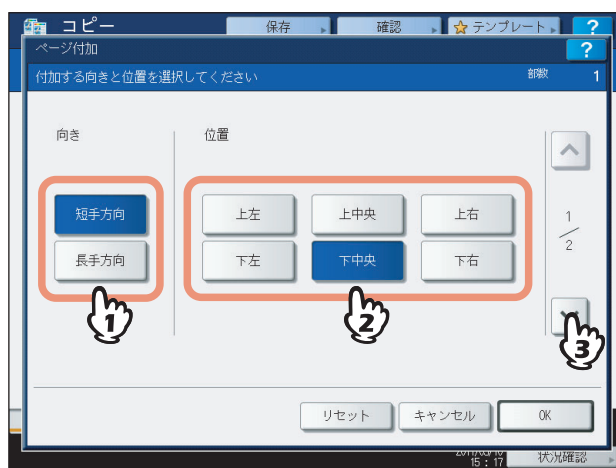 コピー 保存 確認 テンプレート ?
ページ付加 ?
付加する向きと位置を選択してください 部数 1
向き 位置
短手方向 上左 上中央 上右 1
長手方向 下左 下中央 下右 2
1 2 3
リセット キャンセル OK
15 : 17 状況確認